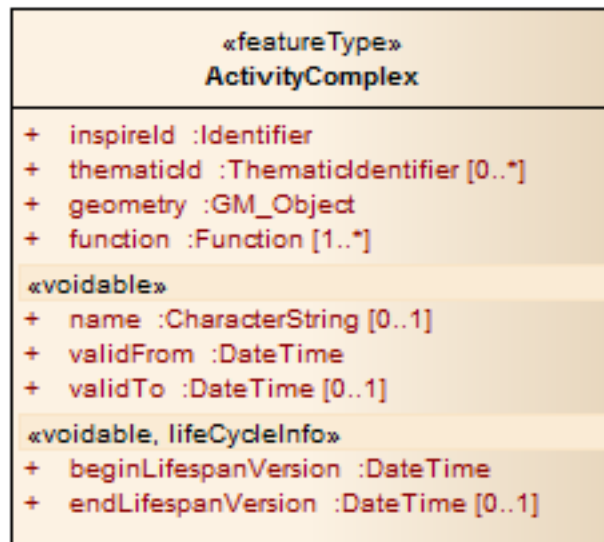 «featureType»
ActivityComplex
+ inspireId :Identifier
+ thematicId :ThematicIdentifier [0..*]
+ geometry :GM_Object
+ function :Function [1..*]
«voidable»
+ name :CharacterString [0..1]
+ validFrom :DateTime
+ validTo :DateTime [0..1]
«voidable, lifeCycleInfo»
+ beginLifespanVersion :DateTime
+ endLifespanVersion :DateTime [0..1]